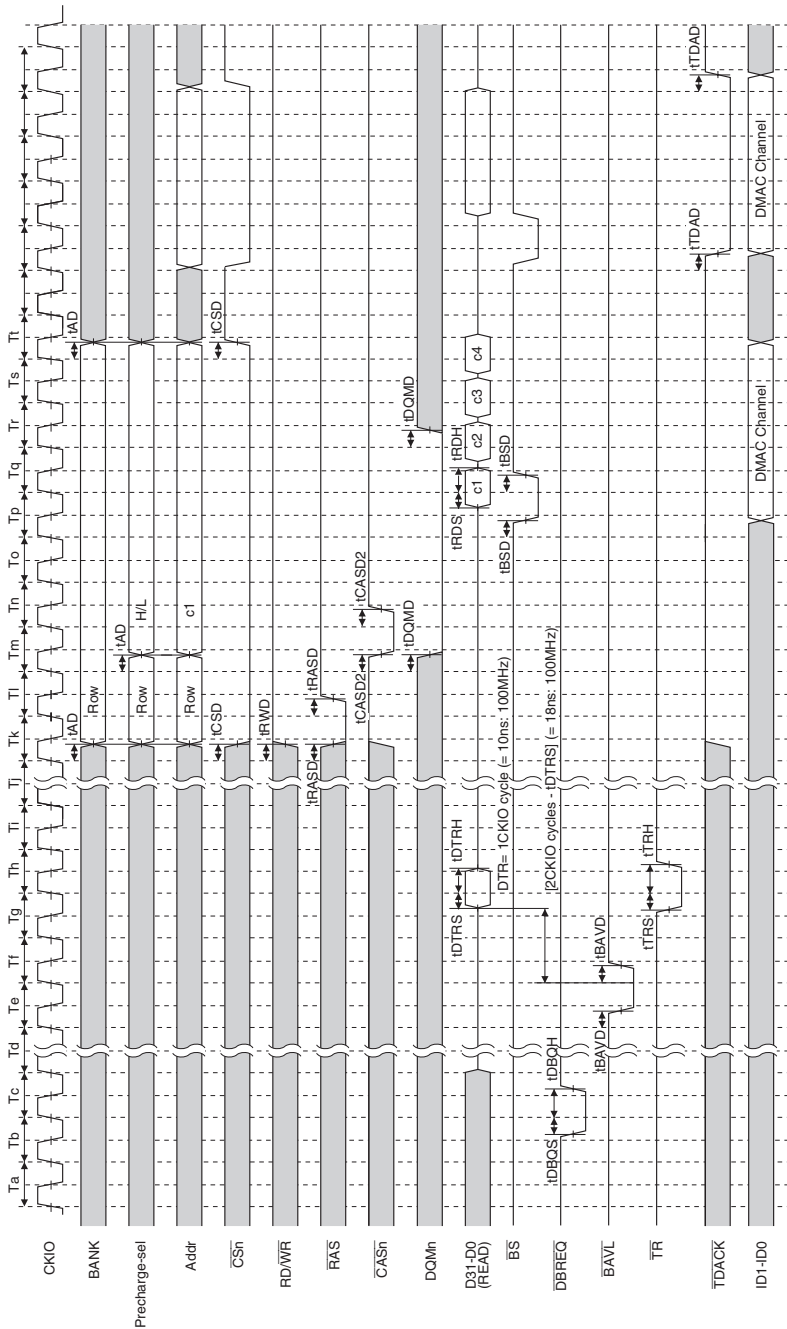 Ta Tb Tc Td Te Tf Tg Th Ti Tj Tk Tl Tm Tn To Tp Tq Tr Ts Tt
CKIO
BANK
tAD
Row
tAD
Precharge-sel
Row
tAD
H/L
Addr
Row
c1
CSn
tCSD
tCSD
RD/WR
tRWD
RAS
tRASD
tRASD
CASn
tCASD2
tCASD2
DQMn
tDQMD
tDQMD
D31-D0
(READ)
tDTRS
tDTRH
tRDS
tRDH
c1
c2
c3
c4
DTR= 1CKIO cycle (= 10ns: 100MHz)
BS
tBSD
tBSD
DBREQ
tDBQS
tDBQH
[2CKIO cycles - tDTRS] (= 18ns: 100MHz)
BAVL
tBAVD
tBAVD
TR
tTRS
tTRH
TDACK
tTDAD
tTDAD
ID1-ID0
DMAC Channel
DMAC Channel